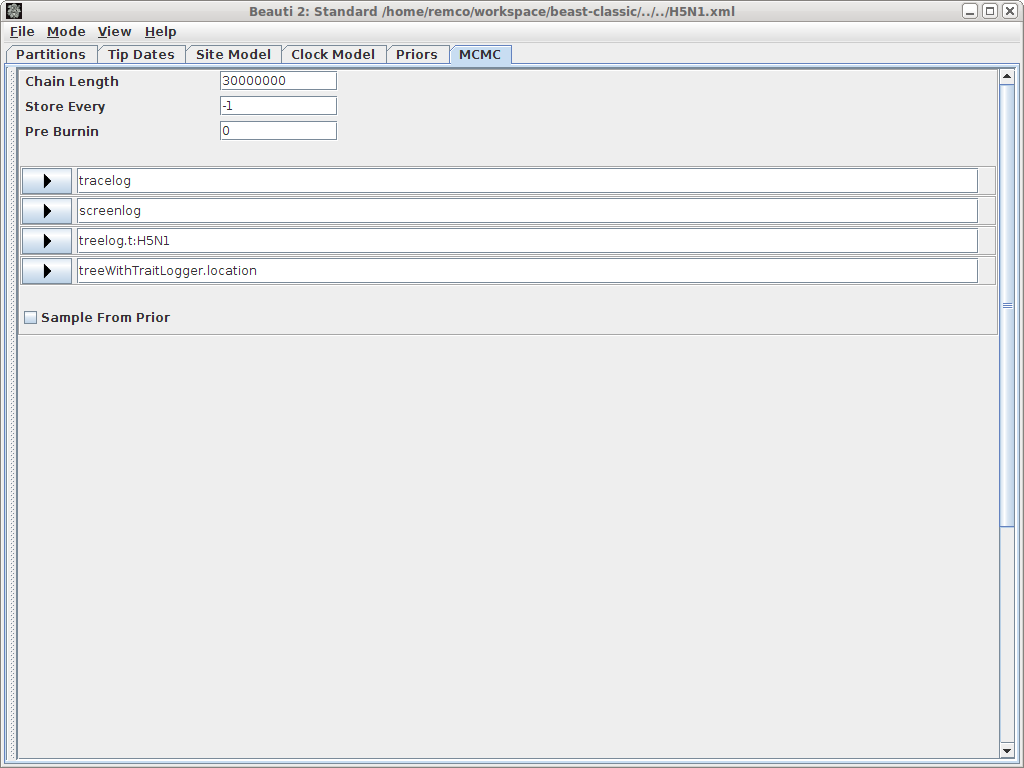 Beauti 2: Standard /home/remco/workspace/beast-classic/../../H5N1.xml
File Mode View Help
Partitions Tip Dates Site Model Clock Model Priors MCMC
Chain Length 30000000
Store Every -1
Pre Burnin 0
tracelog
screenlog
treelog.t:H5N1
treeWithTraitLogger.location
Sample From Prior